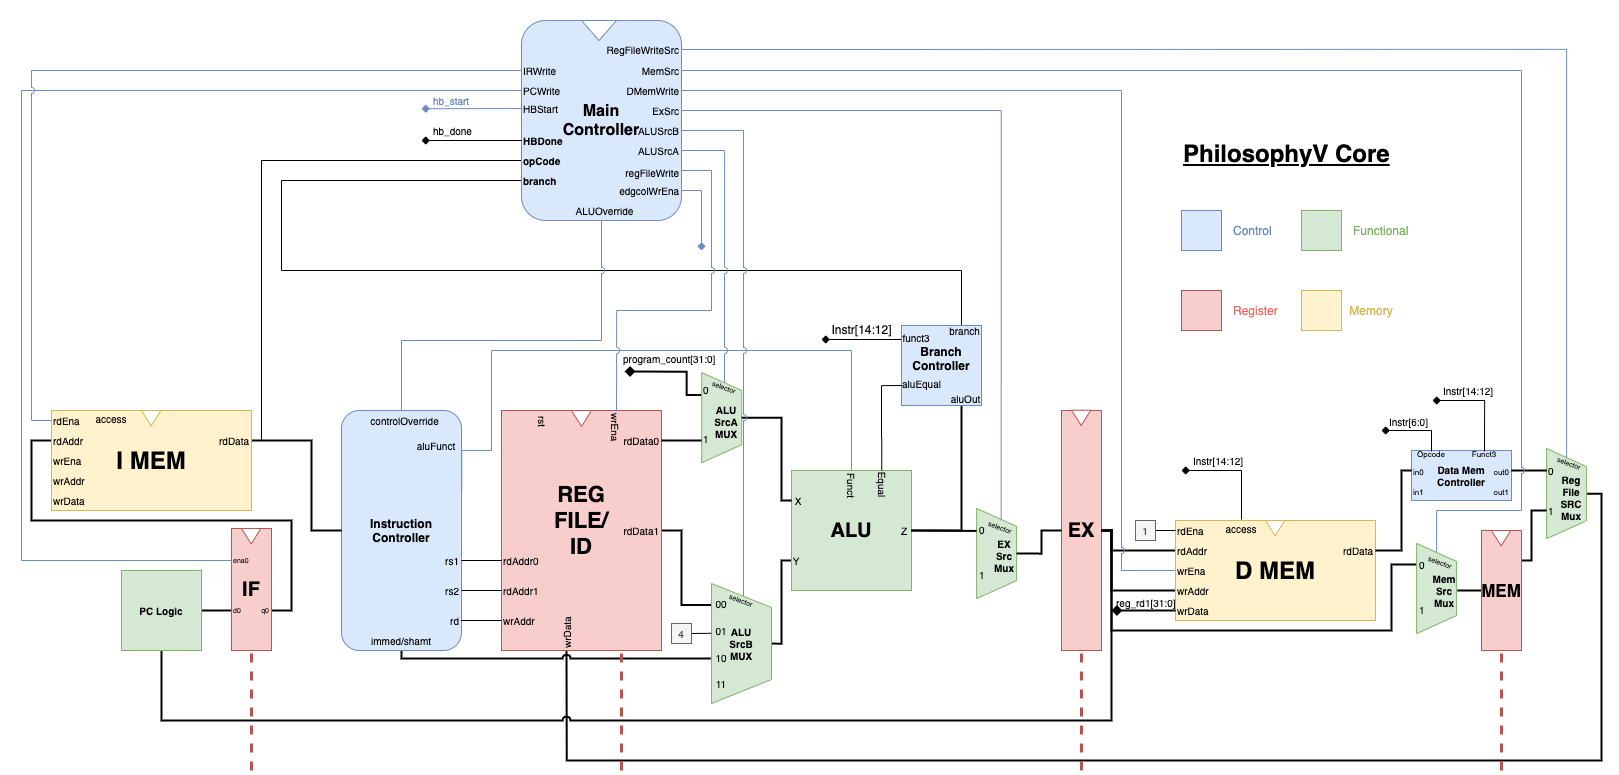 RegFileWriteSrc
IRWrite
MemSrc
PCWrite
DMemWrite
hb_start
HBStart
ExSrc
Main
Controller
ALUSrcB
hb_done
HBDone
ALUSrcA
opCode
regFileWrite
branch
edgcolWrEna
ALUOverride
PhilosophyV Core
Control
Functional
Register
Memory
Instr[14:12]
funct3
branch
Branch
Controller
aluEqual
aluOut
program_count[31:0]
selector
0
ALU
SrcA
MUX
1
rdEna
access
rdAddr
rdData
wrEna
I MEM
wrAddr
wrData
controlOverride
aluFunct
Instruction
Controller
rs1
rs2
rd
immed/shamt
rst
wrEna
rdData0
REG
FILE/
ID
rdData1
rdAddr0
rdAddr1
wrAddr
wrData
ena0
IF
d0
q0
PC Logic
selector
00
01
ALU
SrcB
MUX
10
11
4
Funct
Equal
X
ALU
Z
Y
selector
0
EX
Src
Mux
1
EX
Instr[14:12]
1
rdEna
access
rdAddr
rdData
wrEna
D MEM
wrAddr
reg_rd1[31:0]
wrData
Instr[14:12]
Instr[6:0]
Opcode
Funct3
in0
Data Mem
Controller
out0
in1
out1
selector
0
Mem
Src
Mux
1
MEM
selector
0
Reg
File
SRC
Mux
1